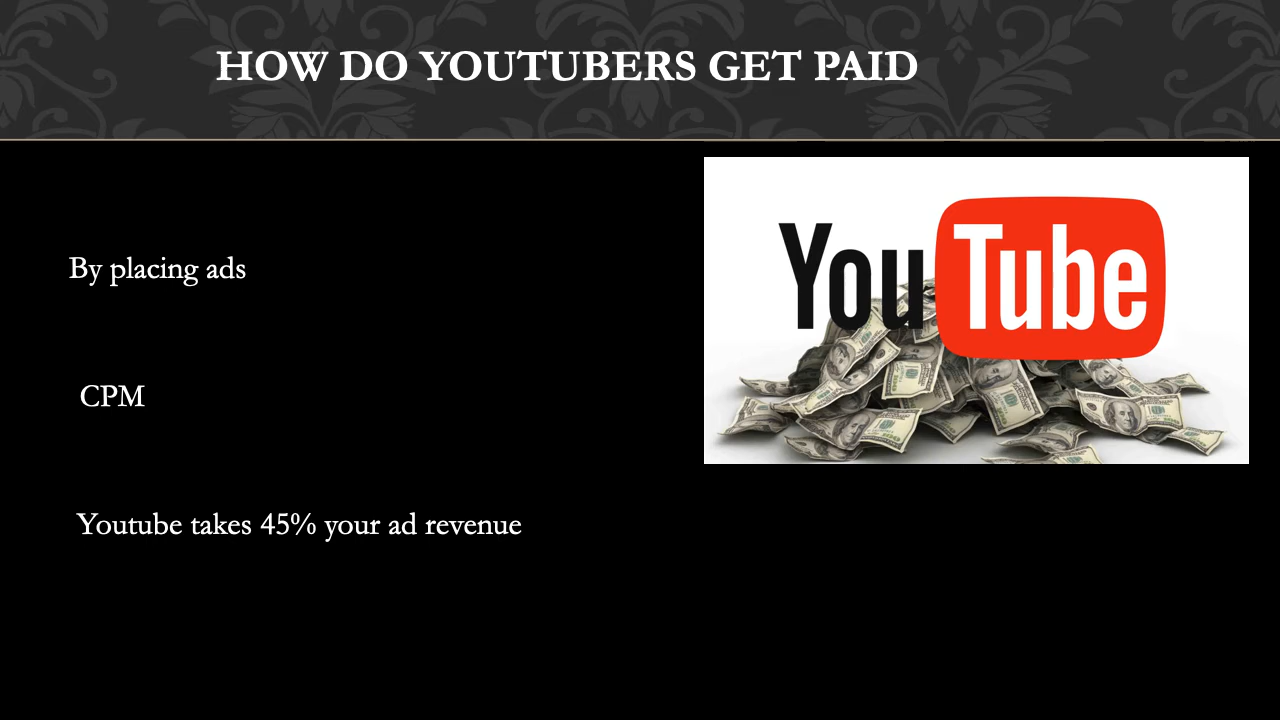 HOW DO YOUTUBERS GET PAID
By placing ads
CPM
Youtube takes 45% your ad revenue
YouTube